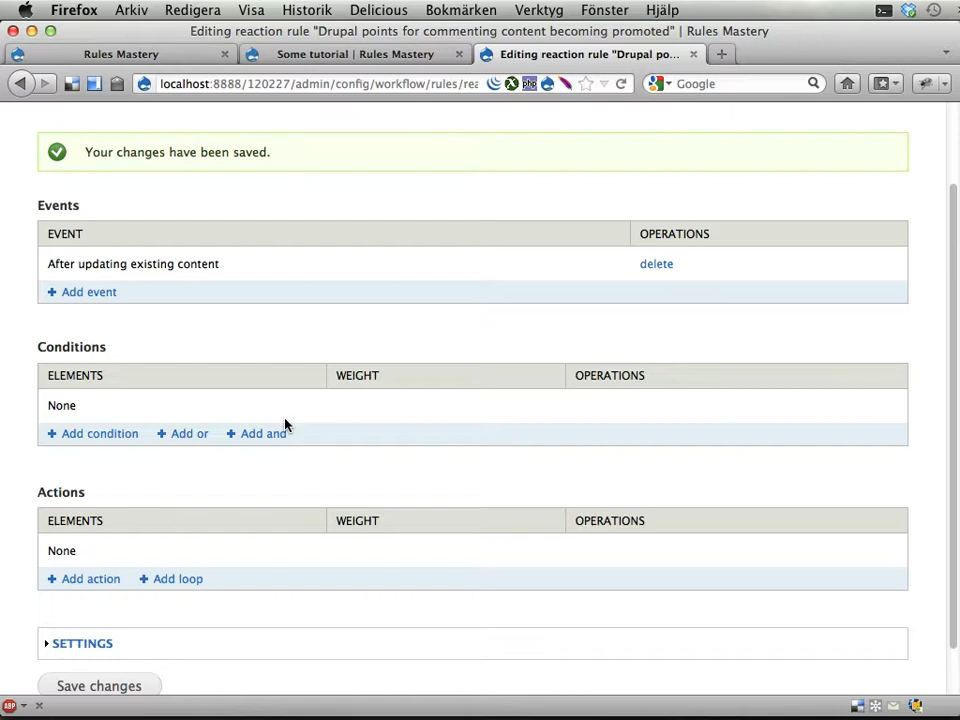 Firefox Arkiv Redigera Visa Historik Delicious Bokmärken Verktyg Fönster Hjälp
Editing reaction rule "Drupal points for commenting content becoming promoted" | Rules Mastery
Rules Mastery Some tutorial | Rules Mastery Editing reaction rule "Drupal po...
localhost:8888/120227/admin/config/workflow/rules/rea php Google
Your changes have been saved.
Events
EVENT OPERATIONS
After updating existing content delete
Add event
Conditions
ELEMENTS WEIGHT OPERATIONS
None
Add condition Add or Add and
Actions
ELEMENTS WEIGHT OPERATIONS
None
Add action Add loop
SETTINGS
Save changes
ABP